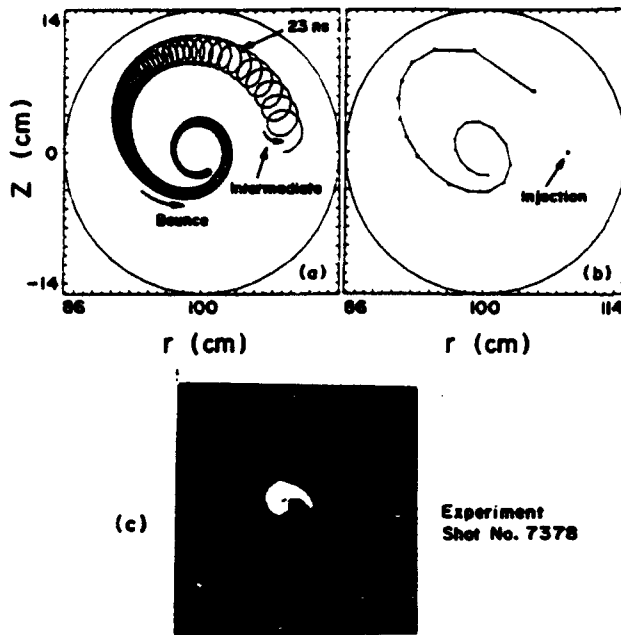 14
0
-14
Z (cm)
23 ns
Intermediate
Bounce
(a)
86
100
r (cm)
Injection
(b)
86
100
114
r (cm)
(c)
Experiment
Shot No. 7378